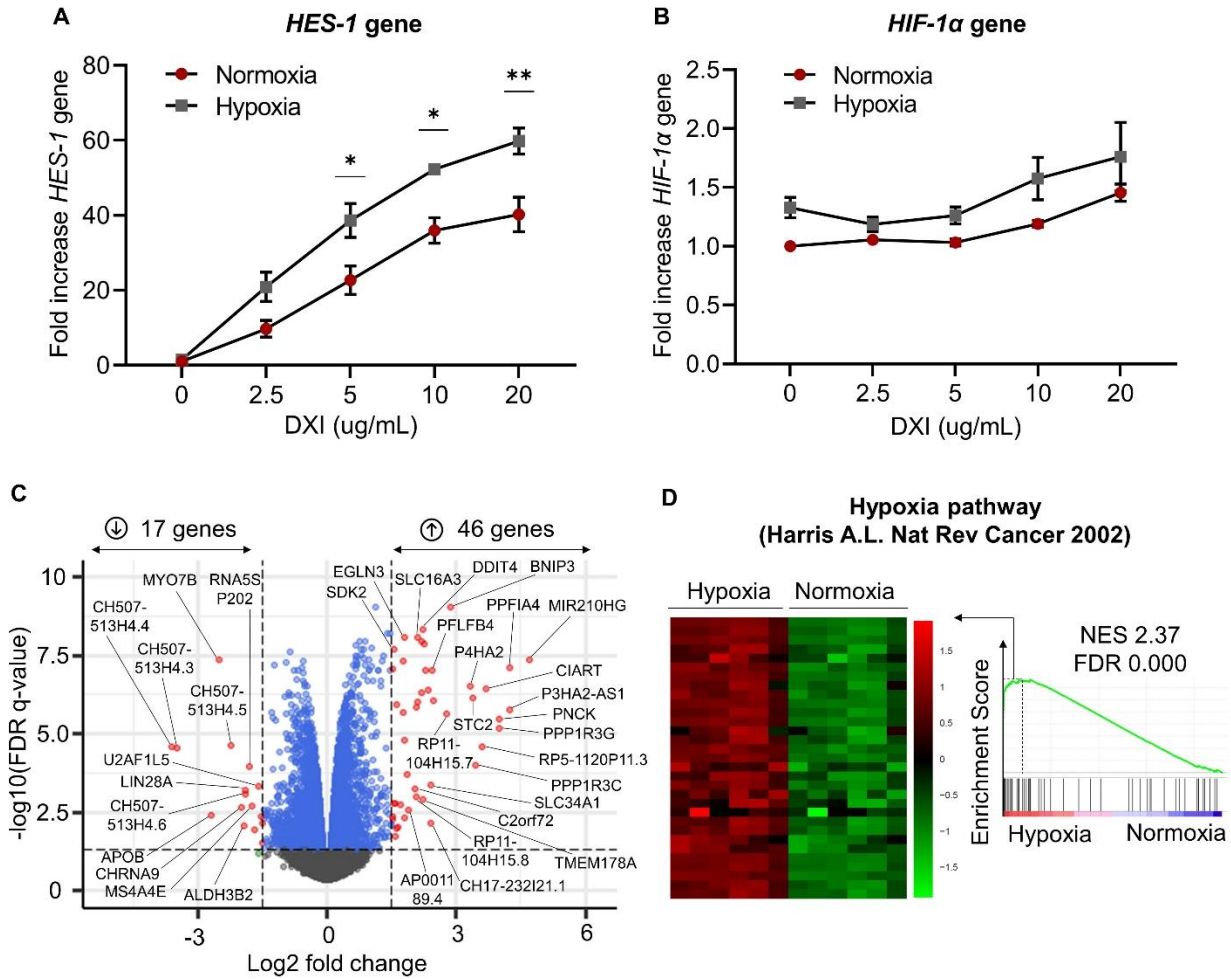 A
HES-1 gene
Normoxia
Hypoxia
*
*
**
80
60
40
20
0
Fold increase HES-1 gene
0 2.5 5 10 20
DXI (ug/mL)
B
HIF-1α gene
Normoxia
Hypoxia
2.5
2.0
1.5
1.0
0.5
0.0
Fold increase HIF-1α gene
0 2.5 5 10 20
DXI (ug/mL)
C
↓ 17 genes
↑ 46 genes
MYO7B
RNA5S
P202
CH507-
513H4.4
CH507-
513H4.3
CH507-
513H4.5
U2AF1L5
LIN28A
CH507-
513H4.6
APOB
CHRNA9
MS4A4E
ALDH3B2
EGLN3
SDK2
SLC16A3
DDIT4
BNIP3
PFLFB4
PPFIA4
MIR210HG
P4HA2
CIART
P3HA2-AS1
PNCK
STC2
PPP1R3G
RP11-
104H15.7
RP5-1120P11.3
PPP1R3C
SLC34A1
C2orf72
RP11-
104H15.8
TMEM178A
AP0011
89.4
CH17-232I21.1
10
7.5
5.0
2.5
0
-log10(FDR q-value)
-3 0 3 6
Log2 fold change
D
Hypoxia pathway
(Harris A.L. Nat Rev Cancer 2002)
Hypoxia Normoxia
1.5
1
0.5
0
−0.5
−1
−1.5
NES 2.37
FDR 0.000
Enrichment Score
Hypoxia Normoxia